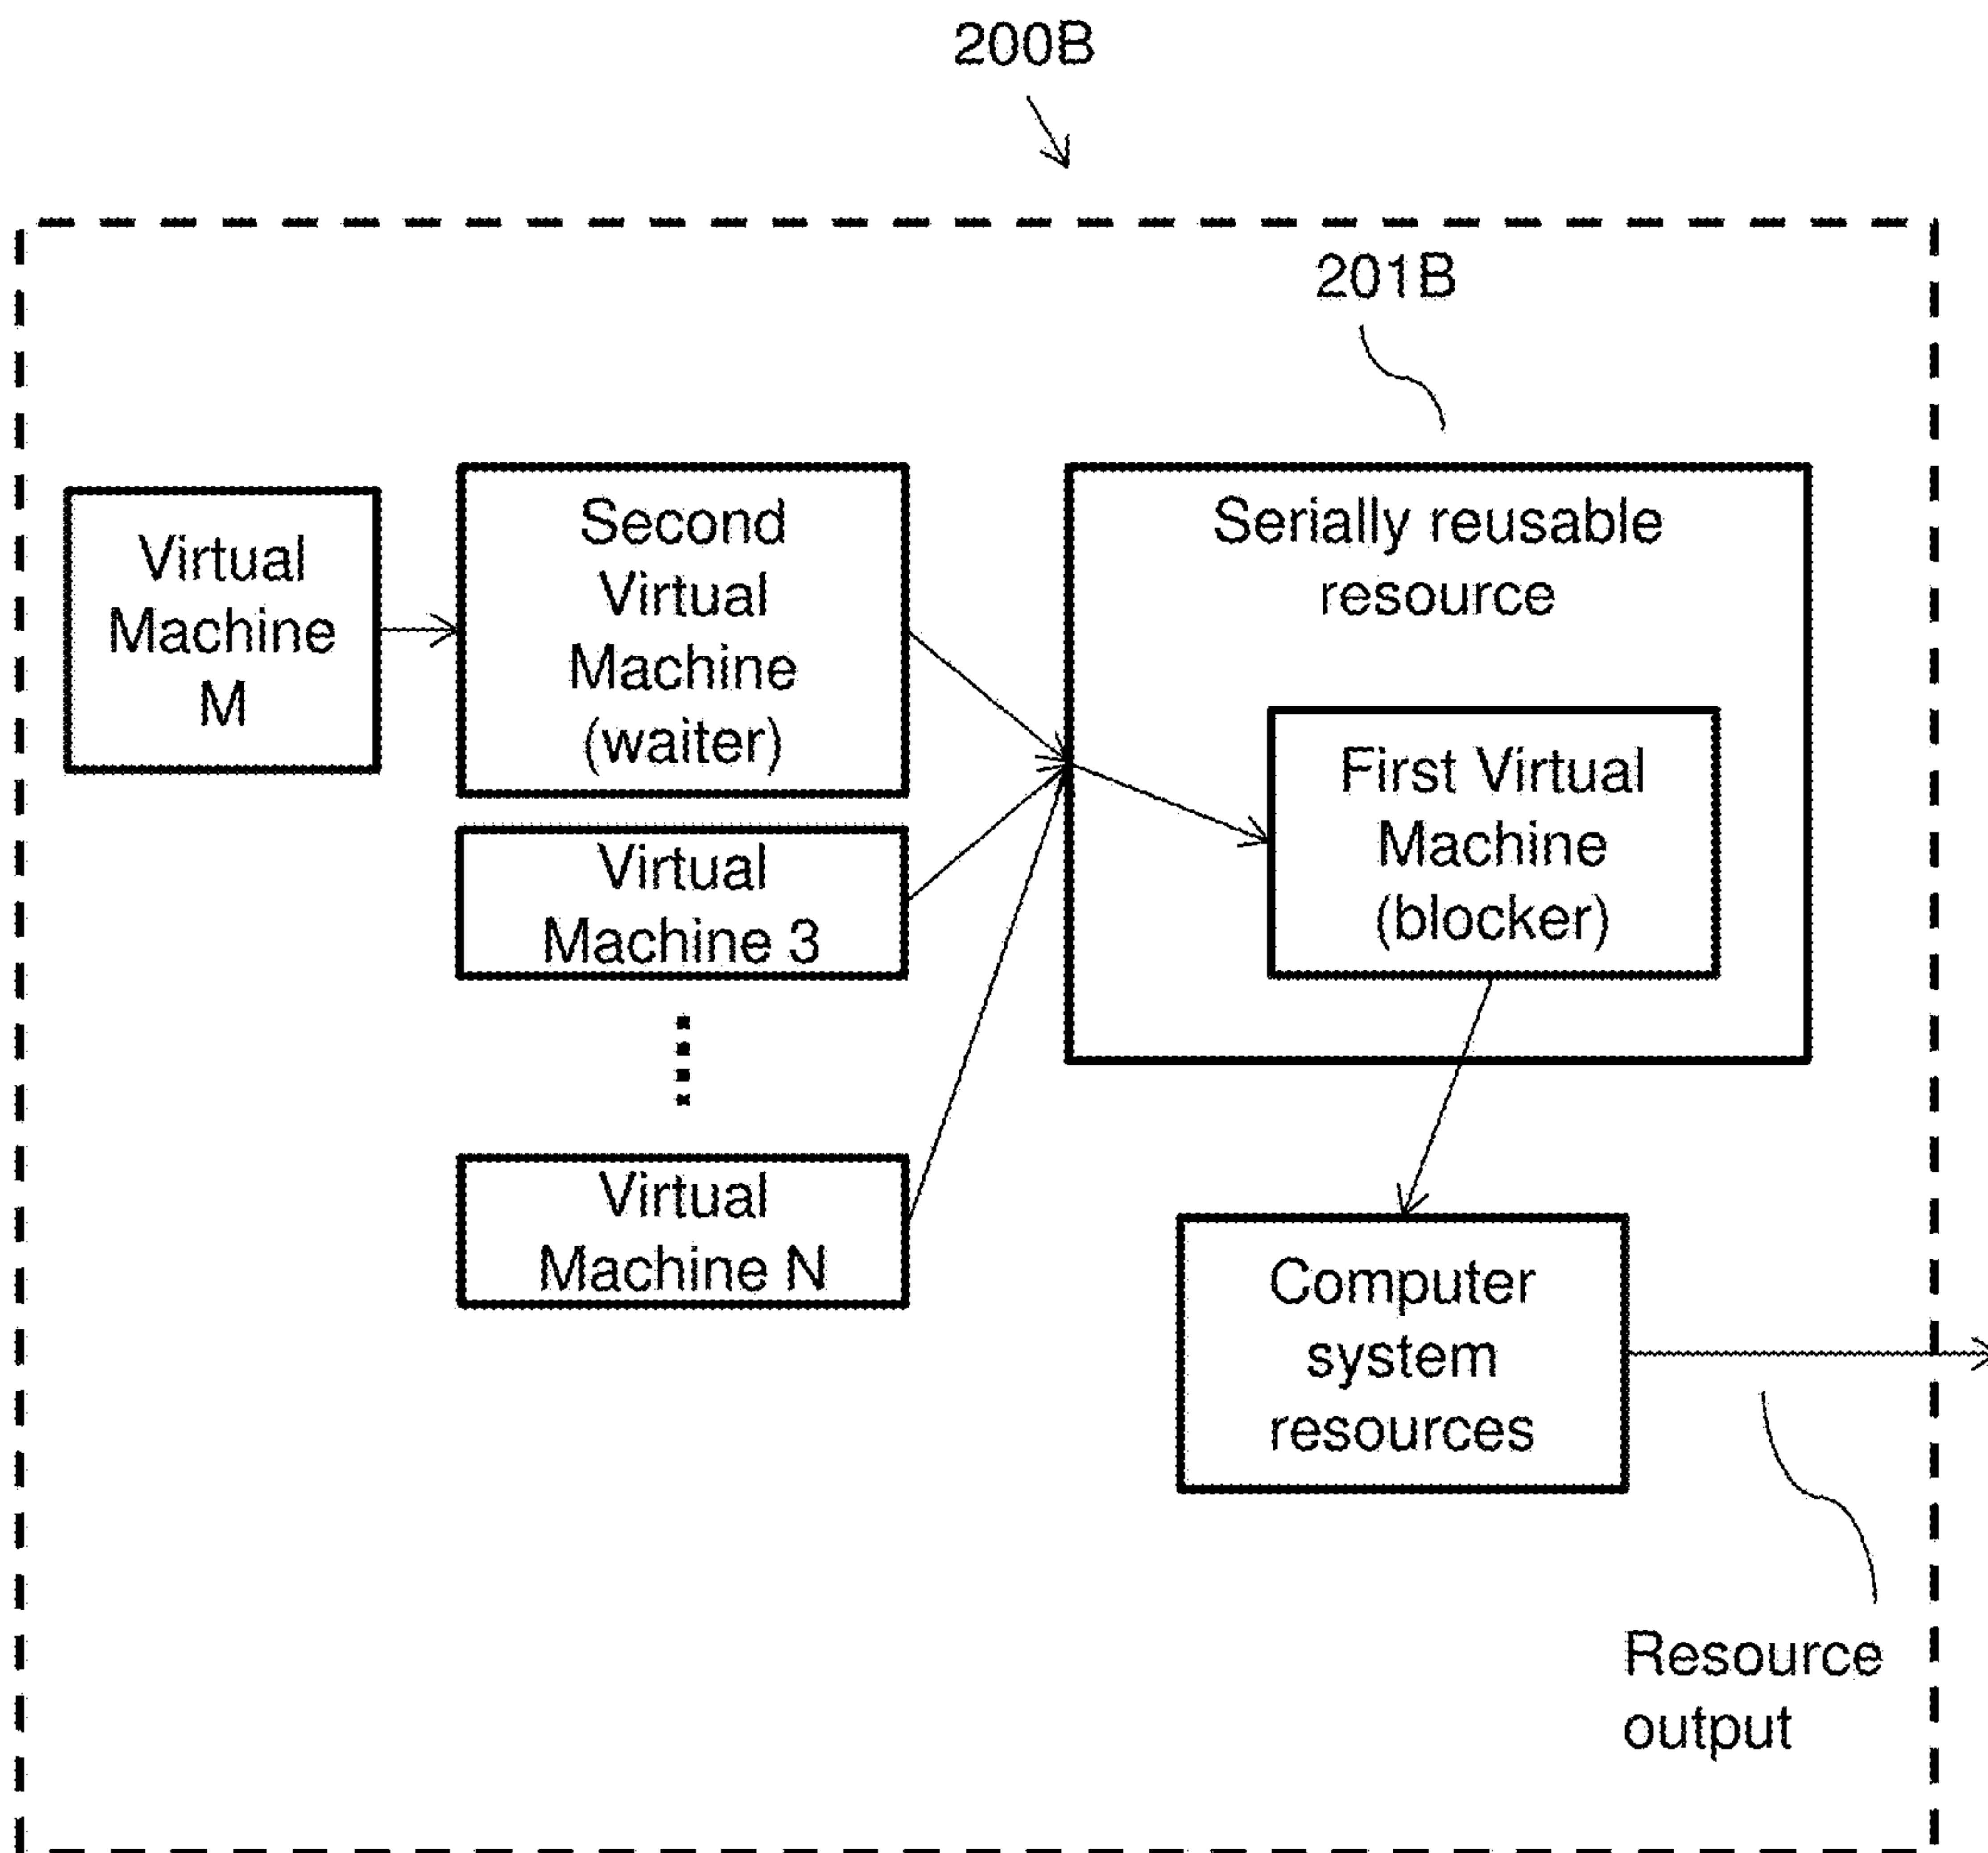 200B
201B
Virtual
Machine
M
Second
Virtual
Machine
(waiter)
Serially reusable
resource
First Virtual
Machine
(blocker)
Virtual
Machine 3
Virtual
Machine N
Computer
system
resources
Resource
output